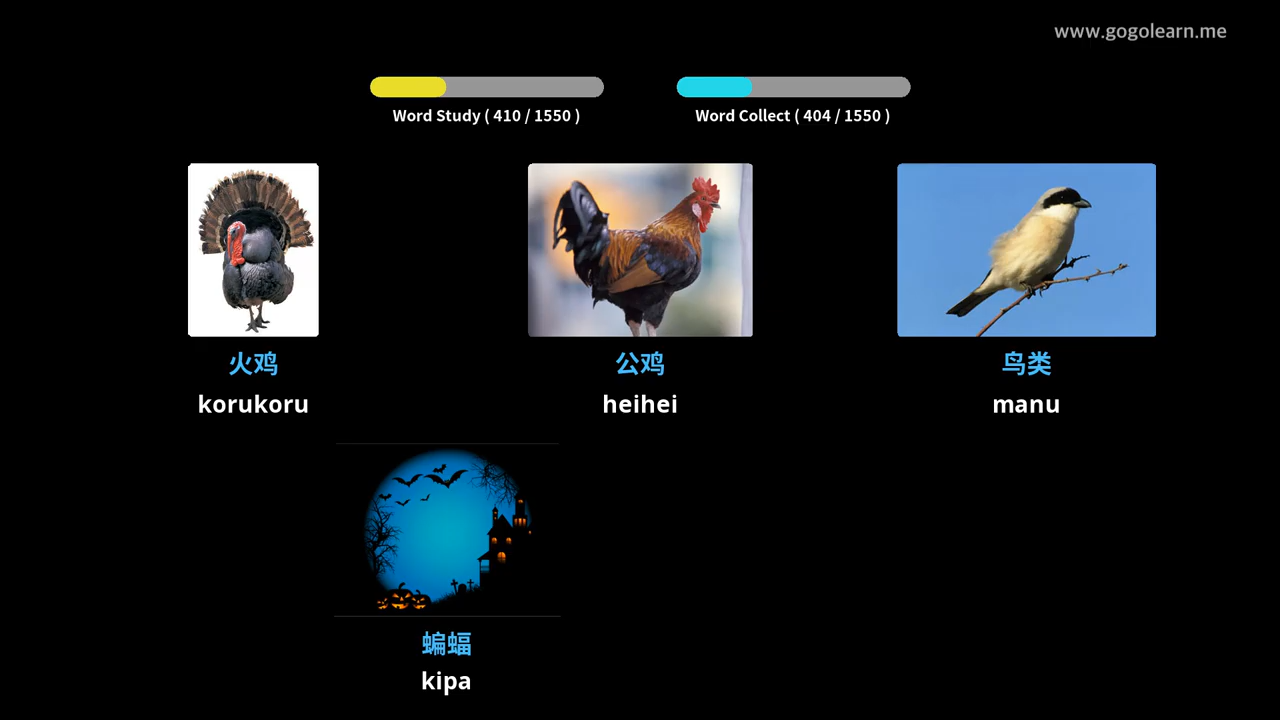 www.gogolearn.me
Word Study ( 410 / 1550 )
Word Collect ( 404 / 1550 )
火鸡
korukoru
公鸡
heihei
鸟类
manu
蝙蝠
kipa